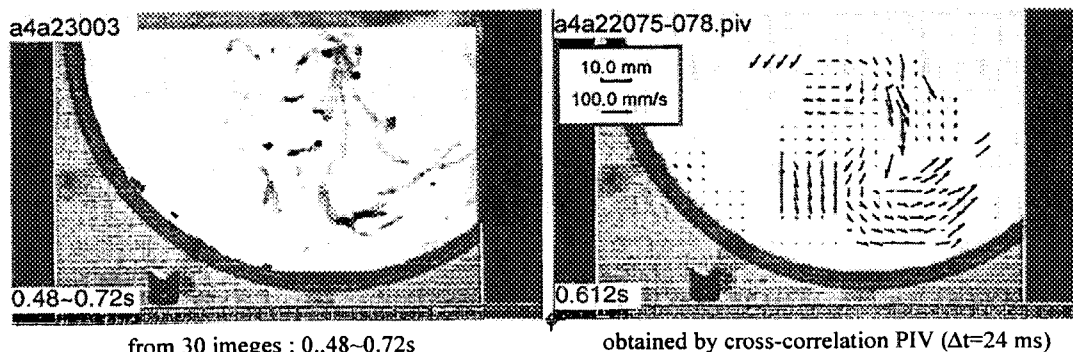 a4a23003
0.48~0.72s
from 30 images : 0..48~0.72s
a4a22075-078.piv
10.0 mm
100.0 mm/s
0.612s
obtained by cross-correlation PIV (Δt=24 ms)